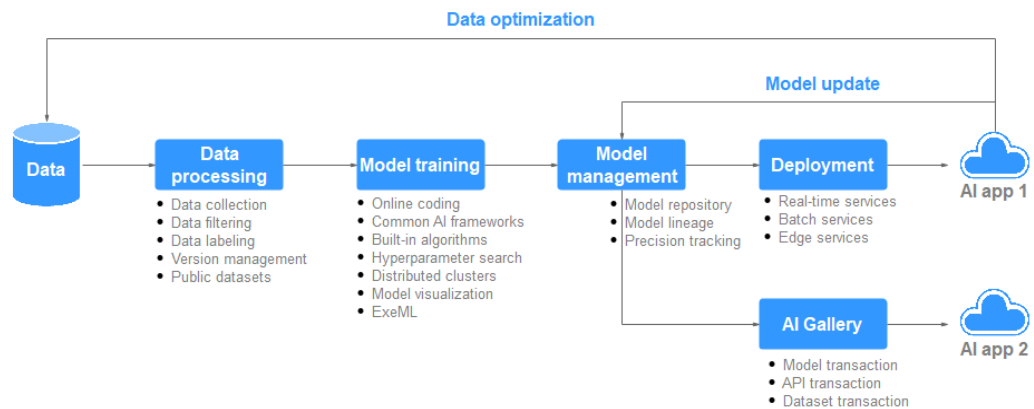 Data optimization
Model update
Data
Data
processing
Data collection
Data filtering
Data labeling
Version management
Public datasets
Model training
Online coding
Common AI frameworks
Built-in algorithms
Hyperparameter search
Distributed clusters
Model visualization
ExeML
Model
management
Model repository
Model lineage
Precision tracking
Deployment
Real-time services
Batch services
Edge services
AI app 1
AI Gallery
Model transaction
API transaction
Dataset transaction
AI app 2